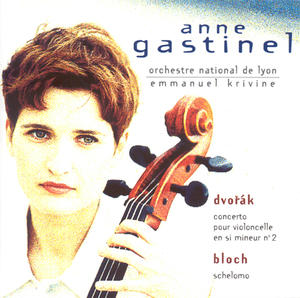 anne
gastinel
orchestre national de lyon
emmanuel krivine
dvořák
concerto
pour violoncelle
en si mineur n°2
bloch
schelomo